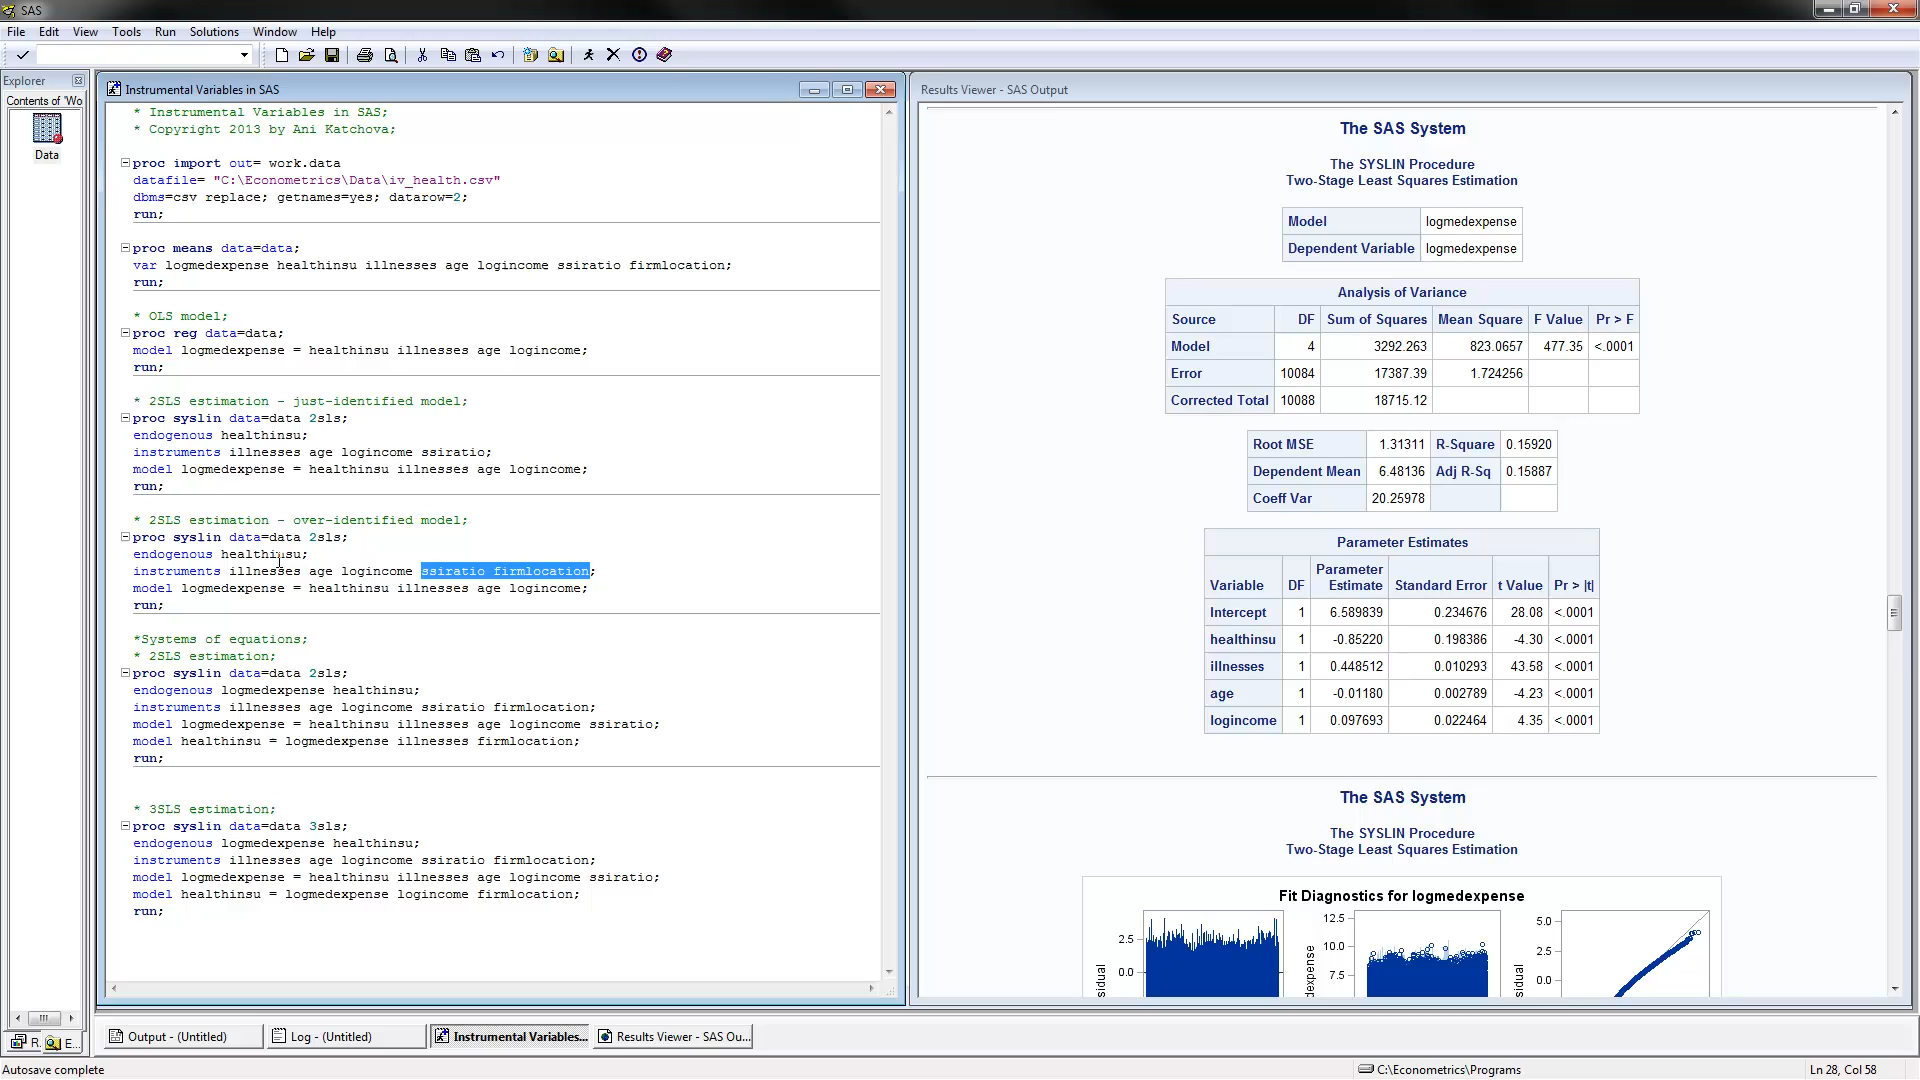 SAS
File Edit View Tools Run Solutions Window Help
Explorer
Contents of 'Wo
Data
Instrumental Variables in SAS
* Instrumental Variables in SAS;
* Copyright 2013 by Ani Katchova;
proc import out= work.data
datafile= "C:\Econometrics\Data\iv_health.csv"
dbms=csv replace; getnames=yes; datarow=2;
run;
proc means data=data;
var logmedexpense healthinsu illnesses age logincome ssiratio firmlocation;
run;
* OLS model;
proc reg data=data;
model logmedexpense = healthinsu illnesses age logincome;
run;
* 2SLS estimation - just-identified model;
proc syslin data=data 2sls;
endogenous healthinsu;
instruments illnesses age logincome ssiratio;
model logmedexpense = healthinsu illnesses age logincome;
run;
* 2SLS estimation - over-identified model;
proc syslin data=data 2sls;
endogenous healthinsu;
instruments illnesses age logincome ssiratio firmlocation;
model logmedexpense = healthinsu illnesses age logincome;
run;
*Systems of equations;
* 2SLS estimation;
proc syslin data=data 2sls;
endogenous logmedexpense healthinsu;
instruments illnesses age logincome ssiratio firmlocation;
model logmedexpense = healthinsu illnesses age logincome ssiratio;
model healthinsu = logmedexpense illnesses firmlocation;
run;
* 3SLS estimation;
proc syslin data=data 3sls;
endogenous logmedexpense healthinsu;
instruments illnesses age logincome ssiratio firmlocation;
model logmedexpense = healthinsu illnesses age logincome ssiratio;
model healthinsu = logmedexpense logincome firmlocation;
run;
Results Viewer - SAS Output
The SAS System
The SYSLIN Procedure
Two-Stage Least Squares Estimation
Model logmedexpense
Dependent Variable logmedexpense
Analysis of Variance
Source DF Sum of Squares Mean Square F Value Pr > F
Model 4 3292.263 823.0657 477.35 <.0001
Error 10084 17387.39 1.724256
Corrected Total 10088 18715.12
Root MSE 1.31311 R-Square 0.15920
Dependent Mean 6.48136 Adj R-Sq 0.15887
Coeff Var 20.25978
Parameter Estimates
Variable DF Parameter Estimate Standard Error t Value Pr > |t|
Intercept 1 6.589839 0.234676 28.08 <.0001
healthinsu 1 -0.85220 0.198386 -4.30 <.0001
illnesses 1 0.448512 0.010293 43.58 <.0001
age 1 -0.01180 0.002789 -4.23 <.0001
logincome 1 0.097693 0.022464 4.35 <.0001
The SAS System
The SYSLIN Procedure
Two-Stage Least Squares Estimation
Fit Diagnostics for logmedexpense
sidual 2.5 0.0
dexpense 12.5 10.0 7.5
sidual 5.0 2.5 0.0
R. E...
Output - (Untitled) Log - (Untitled) Instrumental Variables... Results Viewer - SAS Ou...
Autosave complete C:\Econometrics\Programs Ln 28, Col 58